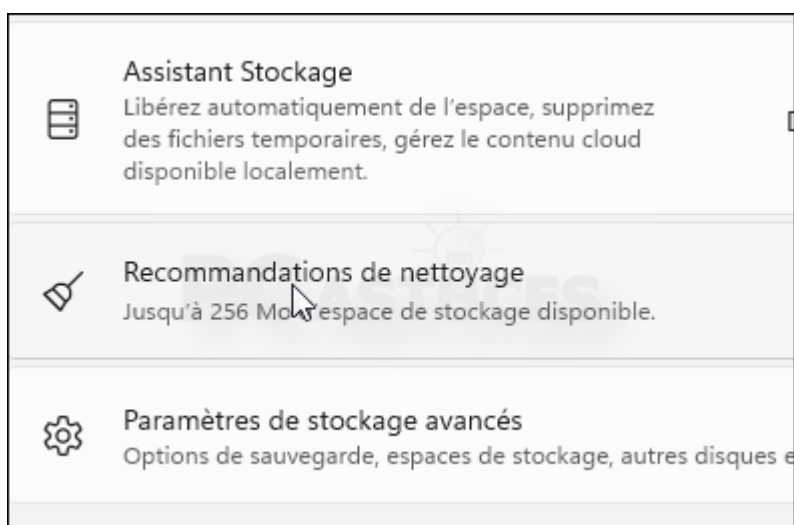 Assistant Stockage
Libérez automatiquement de l'espace, supprimez
des fichiers temporaires, gérez le contenu cloud
disponible localement.
Recommandations de nettoyage
Jusqu'à 256 Mo espace de stockage disponible.
PC ASTUCES
Paramètres de stockage avancés
Options de sauvegarde, espaces de stockage, autres disques e